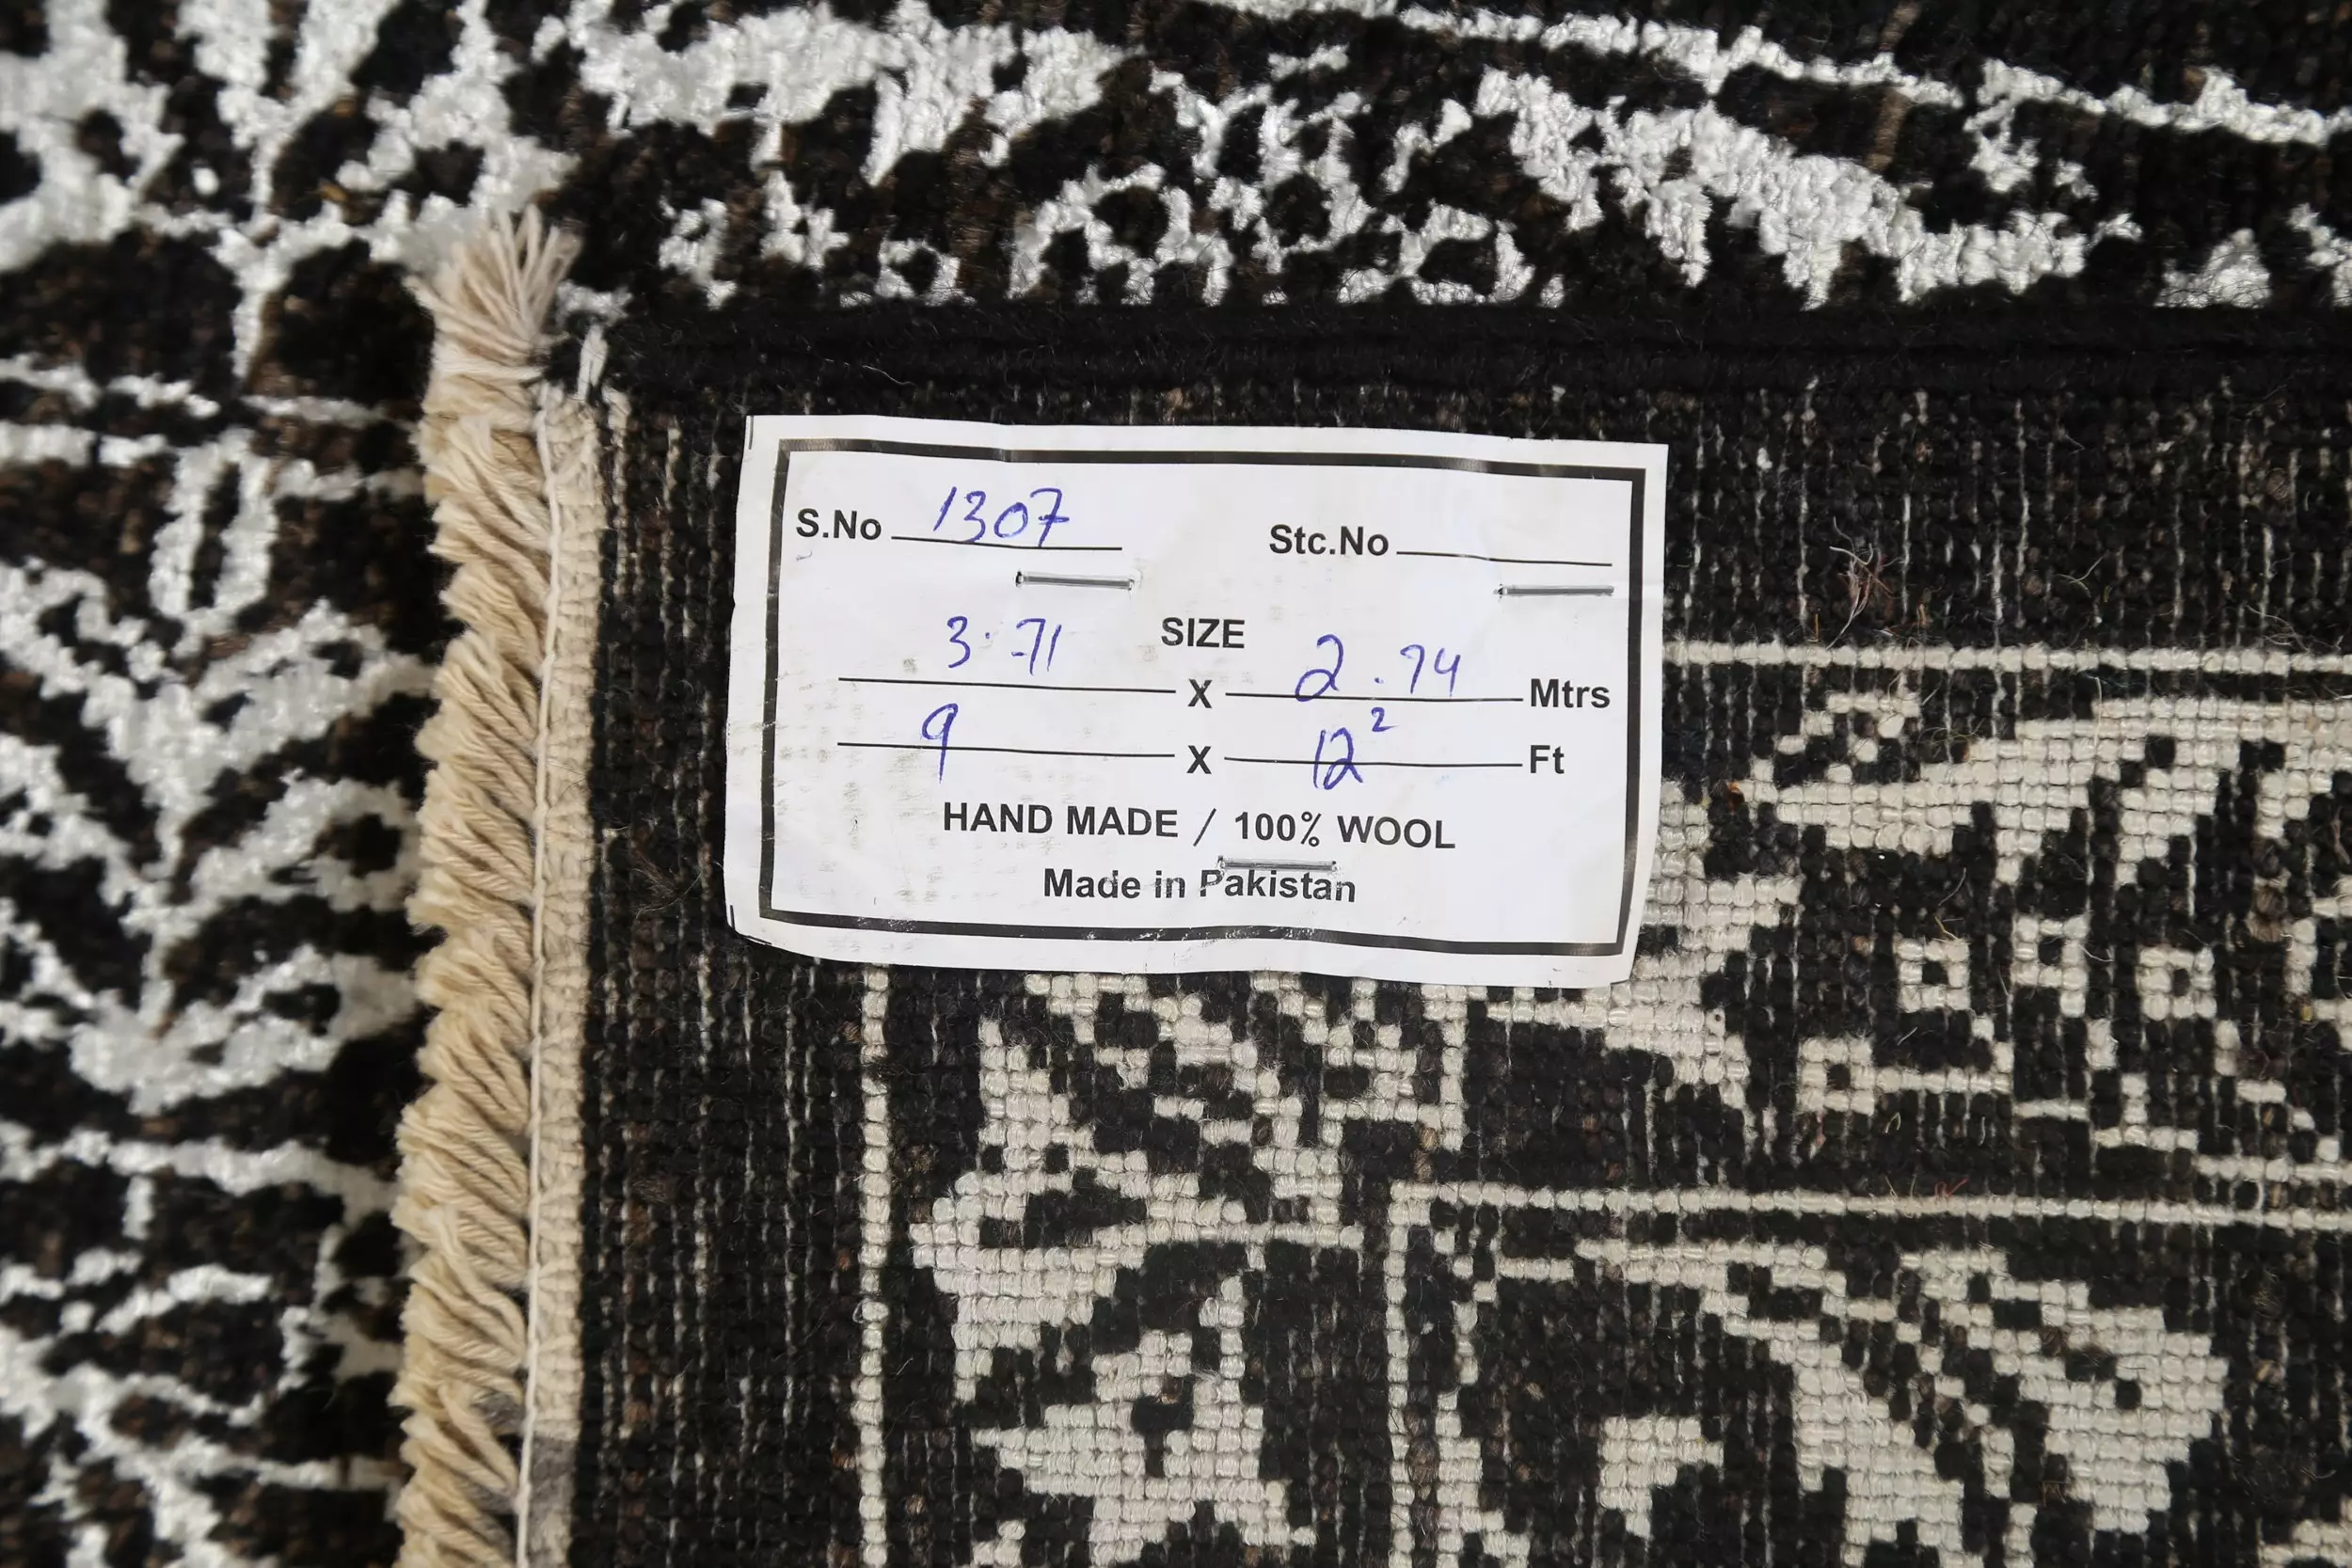 S.No 1307 Stc.No
SIZE
3.71 X 2.74 Mtrs
9 X 12² Ft
HAND MADE / 100% WOOL
Made in Pakistan